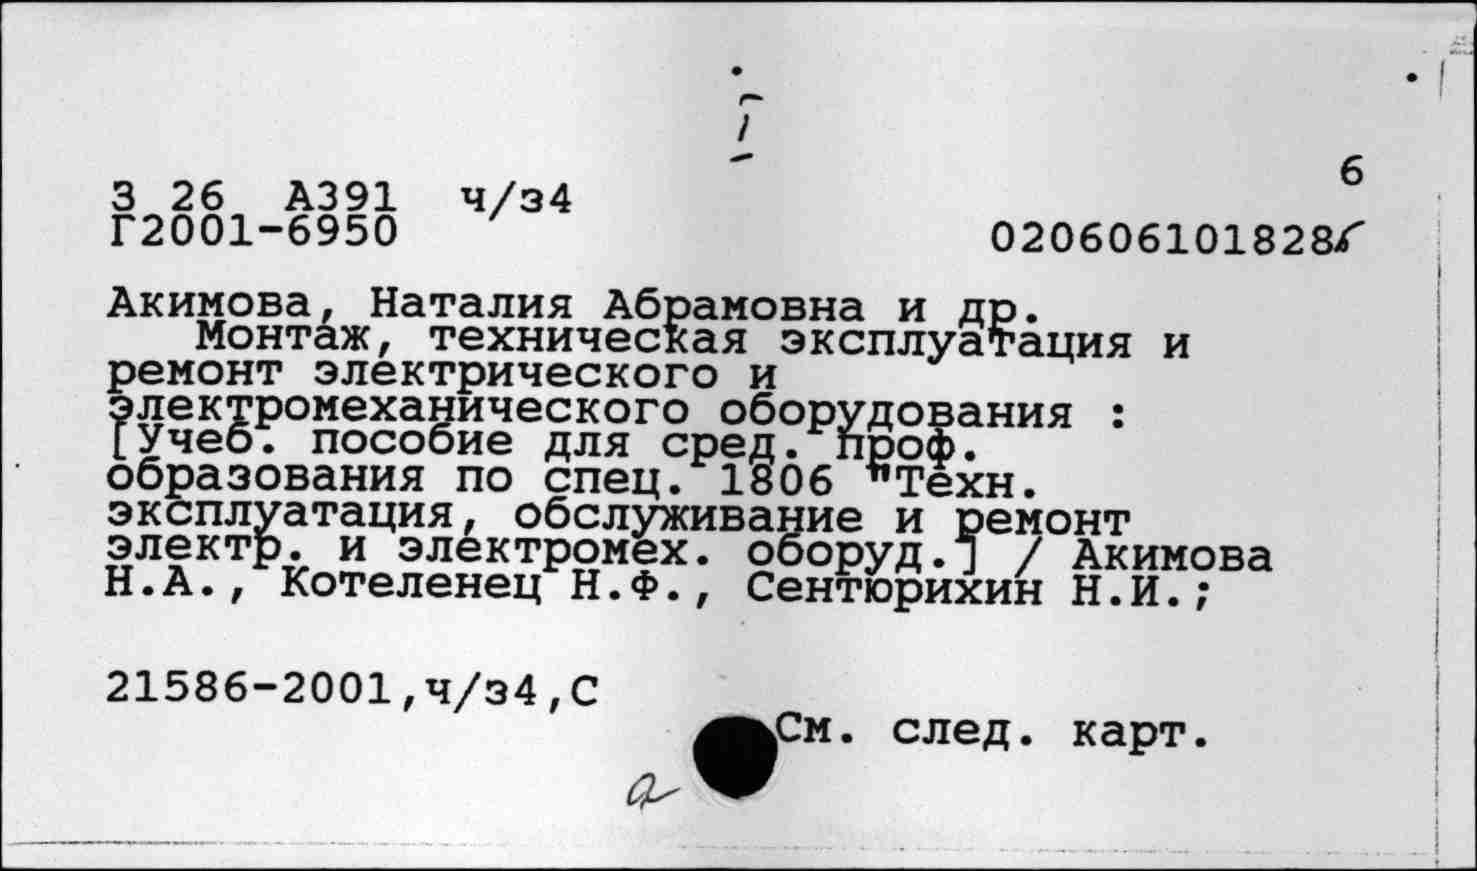 6
З 26 А391 ч/з4
Г2001-6950
020606101828
Акимова, Наталия Абрамовна и др.
Монтаж, техническая эксплуатация и
ремонт электрического и
электромеханического оборудования :
[Учеб. пособие для сред. проф.
образования по спец. 1806 "Техн.
эксплуатация, обслуживание и ремонт
электр. и электромех. оборуд.] / Акимова
Н.А., Котеленец Н.Ф., Сентюрихин Н.И.;
21586-2001,ч/з4,С
См. след. карт.
а